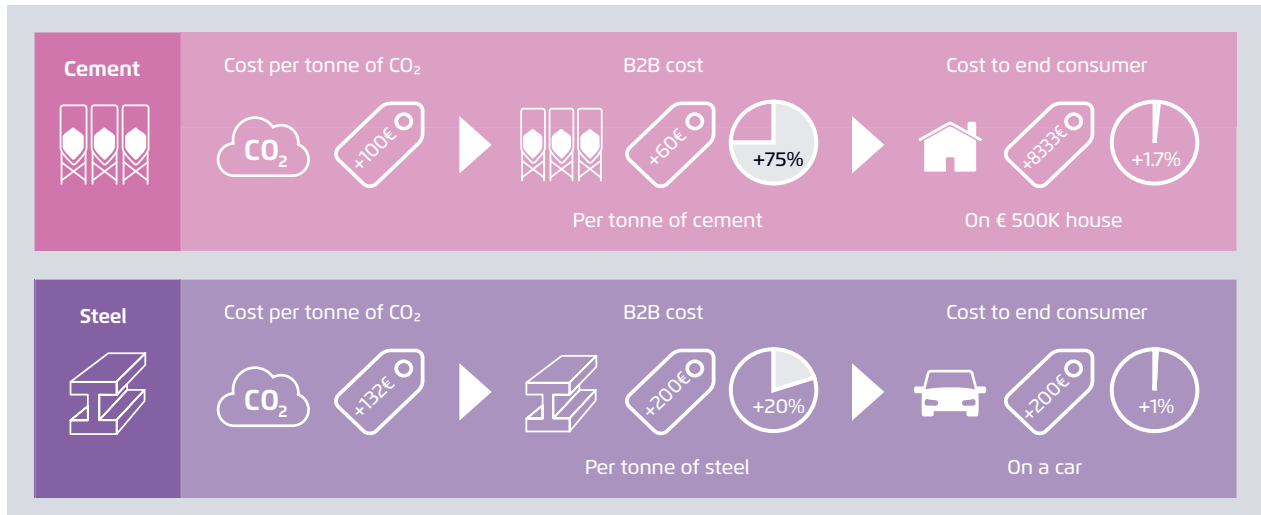 Cement
Cost per tonne of CO₂
B2B cost
Cost to end consumer
CO₂
+100€
+60€
+75%
+8333€
+1.7%
Per tonne of cement
On € 500K house
Steel
Cost per tonne of CO₂
B2B cost
Cost to end consumer
CO₂
+132€
+200€
+20%
+200€
+1%
Per tonne of steel
On a car